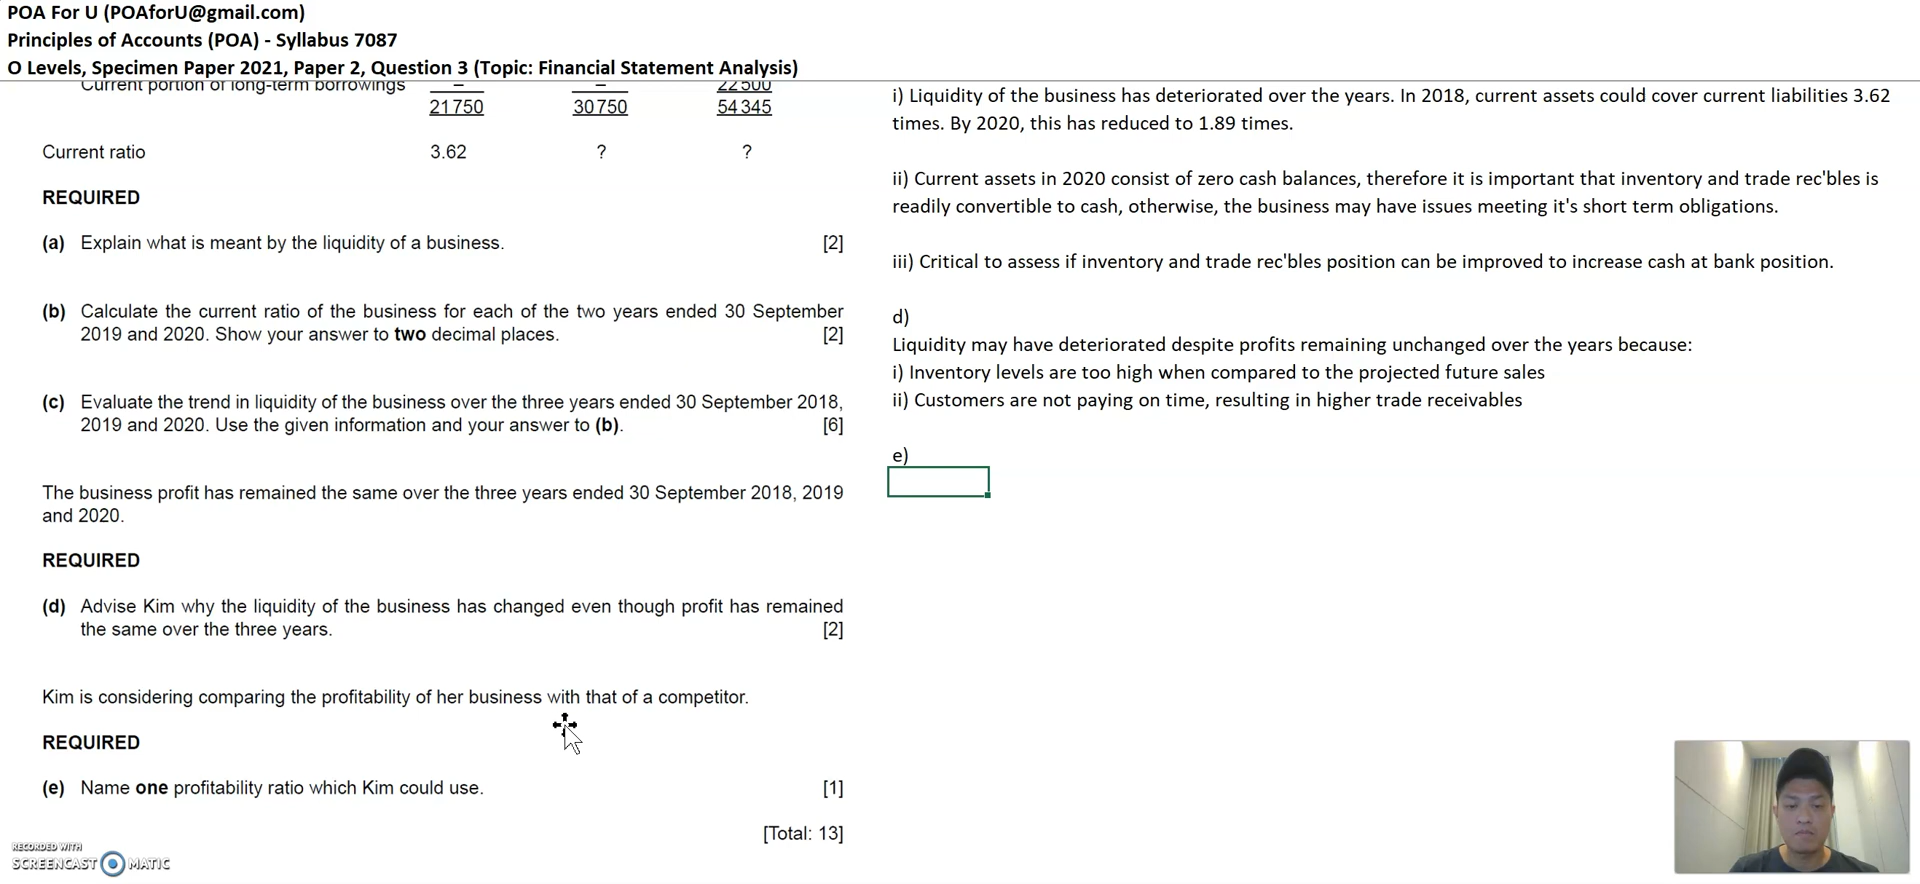 POA For U (POAforU@gmail.com)
Principles of Accounts (POA) - Syllabus 7087
O Levels, Specimen Paper 2021, Paper 2, Question 3 (Topic: Financial Statement Analysis)
Current portion of long-term borrowings – – 22 500
21 750 30 750 54 345
Current ratio 3.62 ? ?
REQUIRED
(a) Explain what is meant by the liquidity of a business. [2]
(b) Calculate the current ratio of the business for each of the two years ended 30 September
2019 and 2020. Show your answer to two decimal places. [2]
(c) Evaluate the trend in liquidity of the business over the three years ended 30 September 2018,
2019 and 2020. Use the given information and your answer to (b). [6]
The business profit has remained the same over the three years ended 30 September 2018, 2019
and 2020.
REQUIRED
(d) Advise Kim why the liquidity of the business has changed even though profit has remained
the same over the three years. [2]
Kim is considering comparing the profitability of her business with that of a competitor.
REQUIRED
(e) Name one profitability ratio which Kim could use. [1]
[Total: 13]
i) Liquidity of the business has deteriorated over the years. In 2018, current assets could cover current liabilities 3.62
times. By 2020, this has reduced to 1.89 times.
ii) Current assets in 2020 consist of zero cash balances, therefore it is important that inventory and trade rec'bles is
readily convertible to cash, otherwise, the business may have issues meeting it's short term obligations.
iii) Critical to assess if inventory and trade rec'bles position can be improved to increase cash at bank position.
d)
Liquidity may have deteriorated despite profits remaining unchanged over the years because:
i) Inventory levels are too high when compared to the projected future sales
ii) Customers are not paying on time, resulting in higher trade receivables
e)
RECORDED WITH
SCREENCAST MATIC